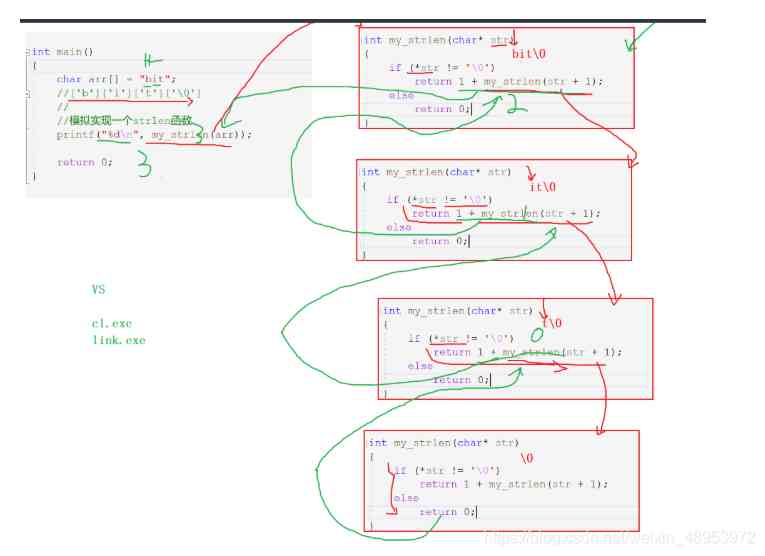 int main()
{
char arr[] = "bit";
//['b']['i']['t']['\0']
//
//模拟实现一个strlen函数
printf("%d\n", my_strlen(arr));
3
return 0;
3
}
VS
cl.exe
link.exe
int my_strlen(char* str)
bit\0
{
if (*str != '\0')
return 1 + my_strlen(str + 1);
else
2
return 0;
}
int my_strlen(char* str)
it\0
{
if (*str != '\0')
return 1 + my_strlen(str + 1);
1
else
return 0;
}
int my_strlen(char* str)
t\0
{
if (*str != '\0')
0
return 1 + my_strlen(str + 1);
else
return 0;
}
int my_strlen(char* str)
\0
{
if (*str != '\0')
return 1 + my_strlen(str + 1);
else
return 0;
}
https://blog.csdn.net/weixin_48953972